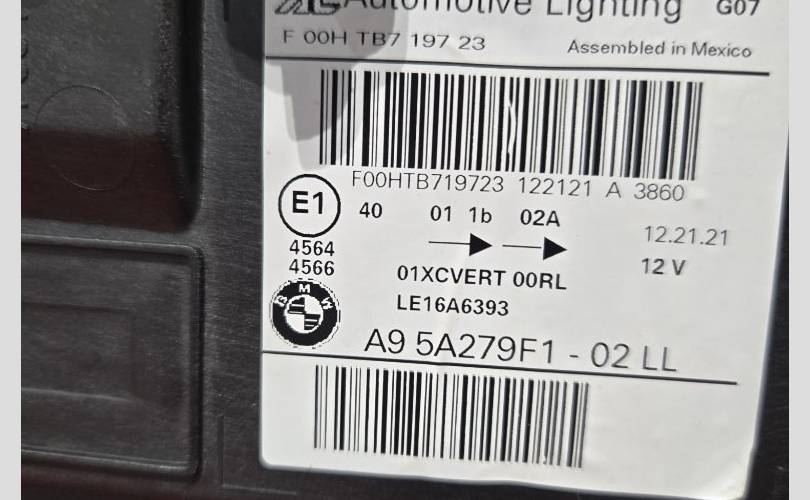 Automotive Lighting G07
F 00H TB7 197 23 Assembled in Mexico
F00HTB719723 122121 A 3860
E1 40 01 1b 02A 12.21.21
4564
4566 12 V
01XCVERT 00RL
BMW LE16A6393
A9 5A279F1 - 02 LL